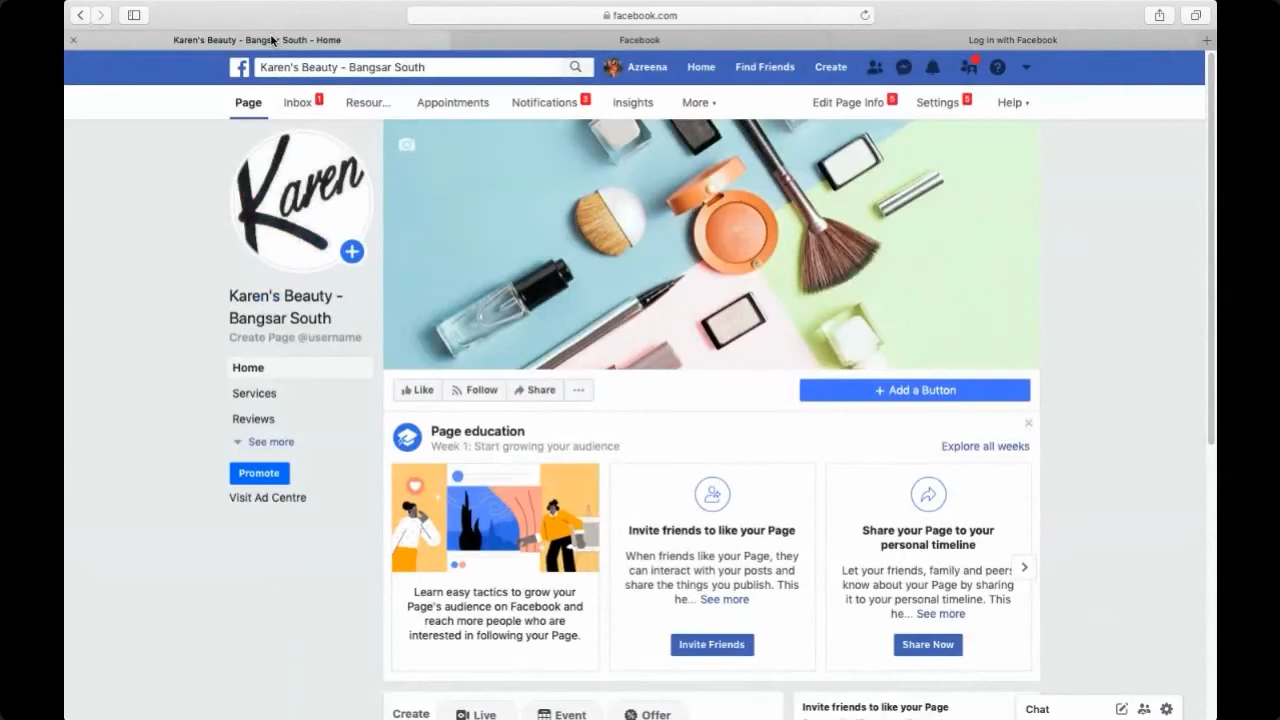 facebook.com
Karen's Beauty - Bangsar South - Home
Facebook
Log in with Facebook
Karen's Beauty - Bangsar South
Azreena
Home
Find Friends
Create
Page
Inbox 1
Resour...
Appointments
Notifications 3
Insights
More
Edit Page Info 5
Settings 5
Help
Karen
Karen's Beauty -
Bangsar South
Create Page @username
Home
Services
Reviews
See more
Promote
Visit Ad Centre
Like
Follow
Share
...
+ Add a Button
Page education
Week 1: Start growing your audience
Explore all weeks
Learn easy tactics to grow your
Page's audience on Facebook and
reach more people who are
interested in following your Page.
Invite friends to like your Page
When friends like your Page, they
can interact with your posts and
share the things you publish. This
he... See more
Invite Friends
Share your Page to your
personal timeline
Let your friends, family and peers
know about your Page by sharing
it to your personal timeline. This
he... See more
Share Now
Create
Live
Event
Offer
Invite friends to like your Page
Chat